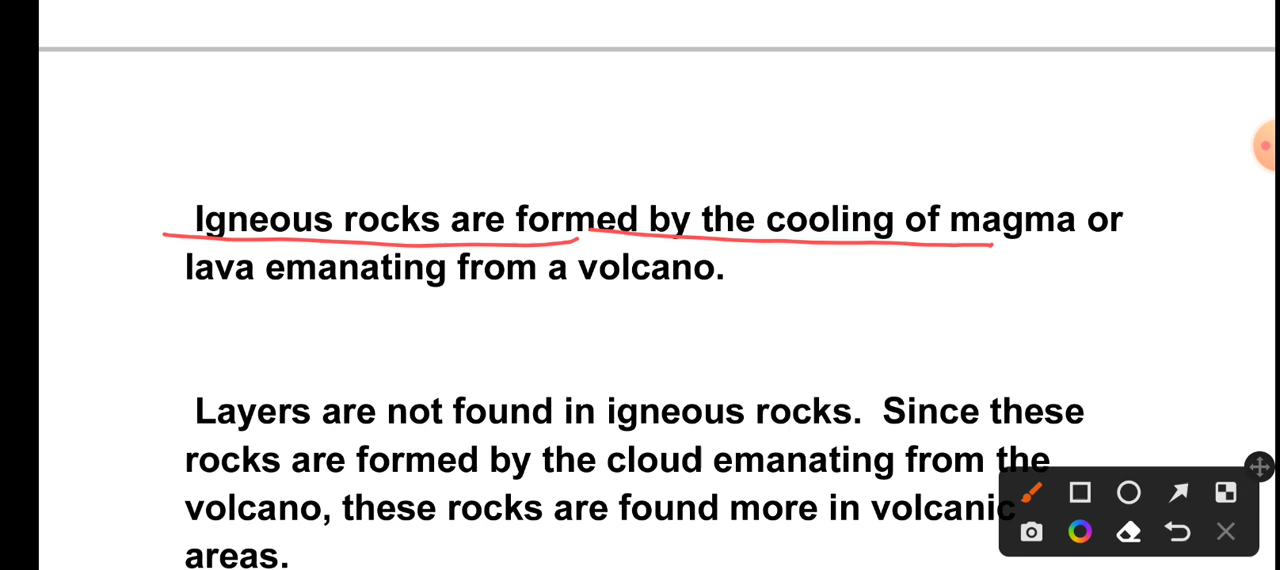 Igneous rocks are formed by the cooling of magma or
lava emanating from a volcano.
Layers are not found in igneous rocks.  Since these
rocks are formed by the cloud emanating from the
volcano, these rocks are found more in volcanic
areas.